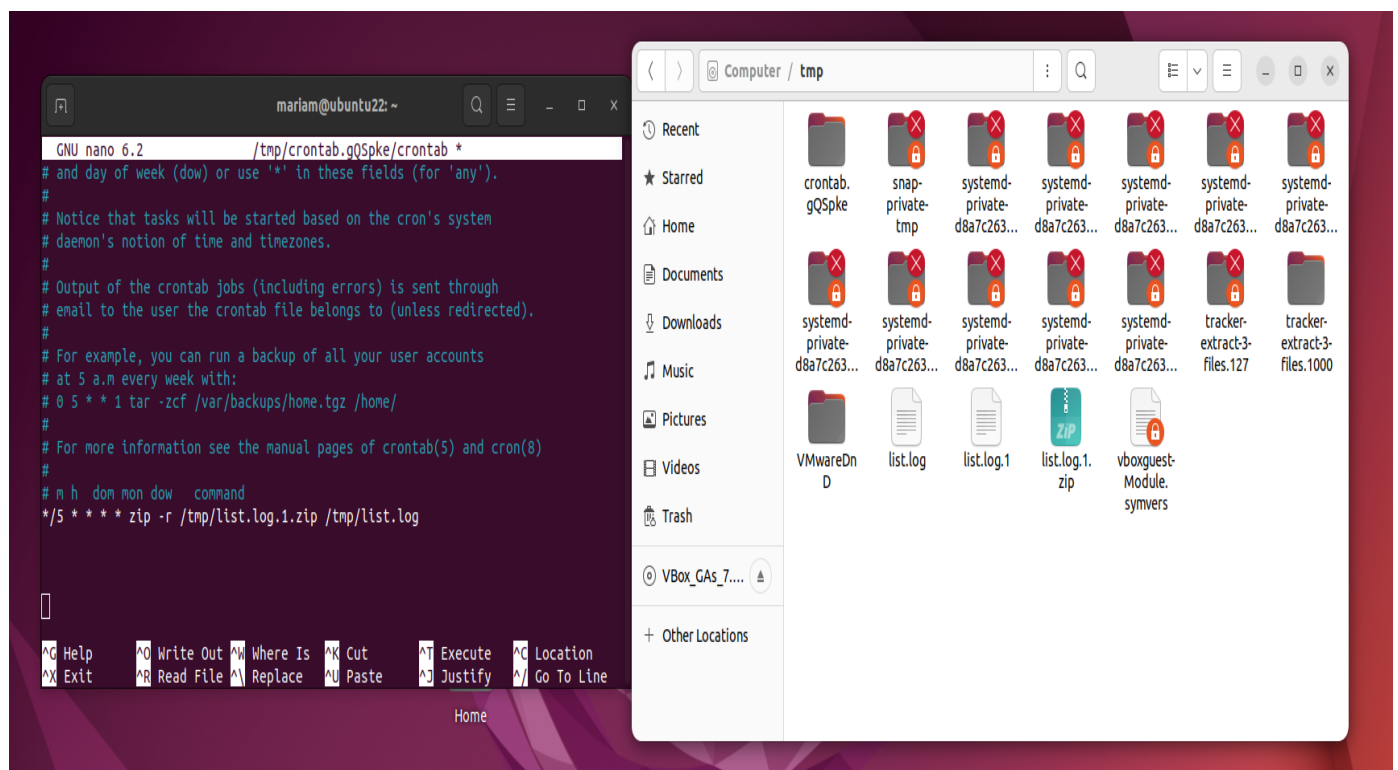 mariam@ubuntu22: ~
GNU nano 6.2 /tmp/crontab.gQSpke/crontab *
# and day of week (dow) or use '*' in these fields (for 'any').
#
# Notice that tasks will be started based on the cron's system
# daemon's notion of time and timezones.
#
# Output of the crontab jobs (including errors) is sent through
# email to the user the crontab file belongs to (unless redirected).
#
# For example, you can run a backup of all your user accounts
# at 5 a.m every week with:
# 0 5 * * 1 tar -zcf /var/backups/home.tgz /home/
#
# For more information see the manual pages of crontab(5) and cron(8)
#
# m h  dom mon dow   command
*/5 * * * * zip -r /tmp/list.log.1.zip /tmp/list.log
^G Help ^O Write Out ^W Where Is ^K Cut ^T Execute ^C Location
^X Exit ^R Read File ^\ Replace ^U Paste ^J Justify ^/ Go To Line
Home
Computer / tmp
Recent
Starred
Home
Documents
Downloads
Music
Pictures
Videos
Trash
VBox_GAs_7....
+ Other Locations
crontab.
gQSpke
snap-
private-
tmp
systemd-
private-
d8a7c263...
systemd-
private-
d8a7c263...
systemd-
private-
d8a7c263...
systemd-
private-
d8a7c263...
systemd-
private-
d8a7c263...
systemd-
private-
d8a7c263...
systemd-
private-
d8a7c263...
systemd-
private-
d8a7c263...
systemd-
private-
d8a7c263...
systemd-
private-
d8a7c263...
tracker-
extract-3-
files.127
tracker-
extract-3-
files.1000
VMwareDn
D
list.log
list.log.1
list.log.1.
zip
ZIP
vboxguest-
Module.
symvers